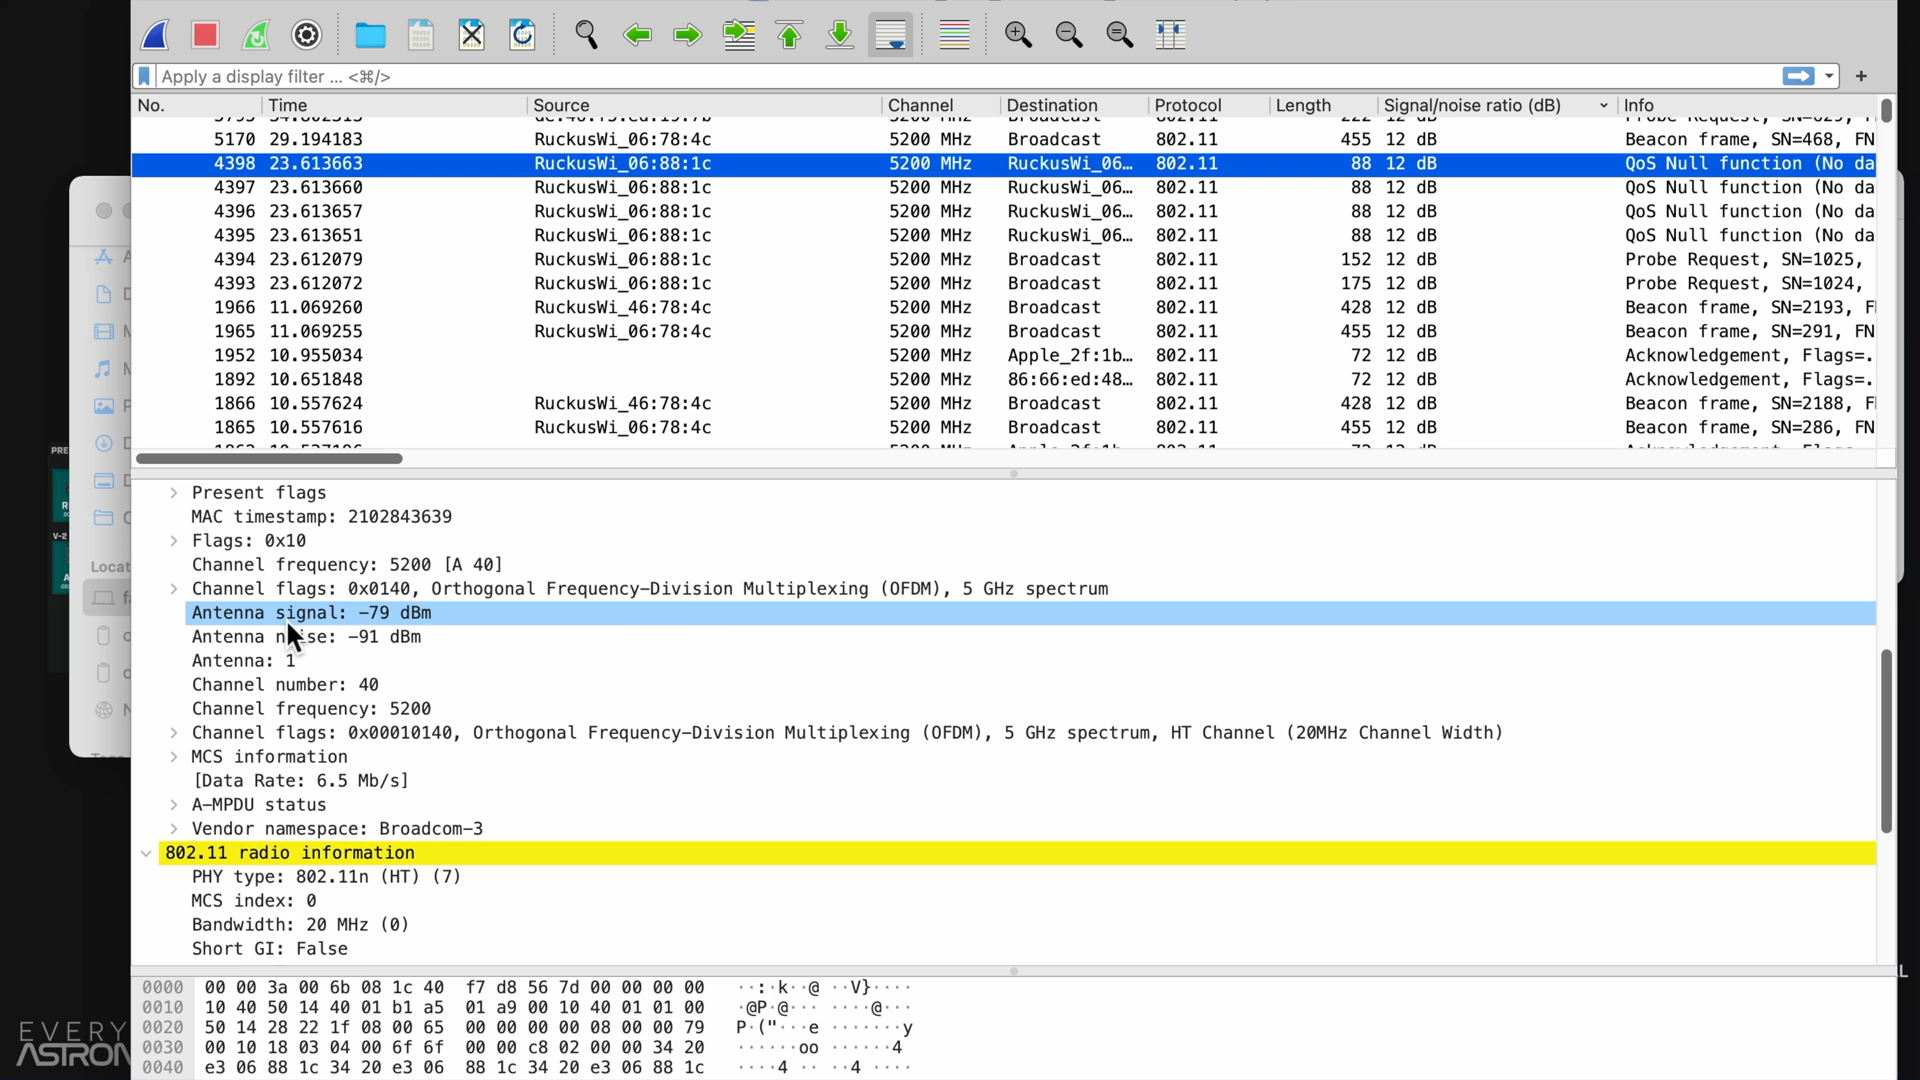 Apply a display filter ... <⌘/>
No. Time Source Channel Destination Protocol Length Signal/noise ratio (dB) Info
5170 29.194183 RuckusWi_06:78:4c 5200 MHz Broadcast 802.11 455 12 dB Beacon frame, SN=468, FN
4398 23.613663 RuckusWi_06:88:1c 5200 MHz RuckusWi_06… 802.11 88 12 dB QoS Null function (No da
4397 23.613660 RuckusWi_06:88:1c 5200 MHz RuckusWi_06… 802.11 88 12 dB QoS Null function (No da
4396 23.613657 RuckusWi_06:88:1c 5200 MHz RuckusWi_06… 802.11 88 12 dB QoS Null function (No da
4395 23.613651 RuckusWi_06:88:1c 5200 MHz RuckusWi_06… 802.11 88 12 dB QoS Null function (No da
4394 23.612079 RuckusWi_06:88:1c 5200 MHz Broadcast 802.11 152 12 dB Probe Request, SN=1025,
4393 23.612072 RuckusWi_06:88:1c 5200 MHz Broadcast 802.11 175 12 dB Probe Request, SN=1024,
1966 11.069260 RuckusWi_46:78:4c 5200 MHz Broadcast 802.11 428 12 dB Beacon frame, SN=2193, F
1965 11.069255 RuckusWi_06:78:4c 5200 MHz Broadcast 802.11 455 12 dB Beacon frame, SN=291, FN
1952 10.955034 5200 MHz Apple_2f:1b… 802.11 72 12 dB Acknowledgement, Flags=.
1892 10.651848 5200 MHz 86:66:ed:48… 802.11 72 12 dB Acknowledgement, Flags=.
1866 10.557624 RuckusWi_46:78:4c 5200 MHz Broadcast 802.11 428 12 dB Beacon frame, SN=2188, F
1865 10.557616 RuckusWi_06:78:4c 5200 MHz Broadcast 802.11 455 12 dB Beacon frame, SN=286, FN
PRE
V-2
Locat
Present flags
MAC timestamp: 2102843639
Flags: 0x10
Channel frequency: 5200 [A 40]
Channel flags: 0x0140, Orthogonal Frequency-Division Multiplexing (OFDM), 5 GHz spectrum
Antenna signal: -79 dBm
Antenna noise: -91 dBm
Antenna: 1
Channel number: 40
Channel frequency: 5200
Channel flags: 0x00010140, Orthogonal Frequency-Division Multiplexing (OFDM), 5 GHz spectrum, HT Channel (20MHz Channel Width)
MCS information
[Data Rate: 6.5 Mb/s]
A-MPDU status
Vendor namespace: Broadcom-3
802.11 radio information
PHY type: 802.11n (HT) (7)
MCS index: 0
Bandwidth: 20 MHz (0)
Short GI: False
0000 00 00 3a 00 6b 08 1c 40 f7 d8 56 7d 00 00 00 00 ··:·k··@ ··V}····
0010 10 40 50 14 40 01 b1 a5 01 a9 00 10 40 01 01 00 ·@P·@··· ····@···
0020 50 14 28 22 1f 08 00 65 00 00 00 00 08 00 00 79 P·("···e ·······y
0030 00 10 18 03 04 00 6f 6f 00 00 c8 02 00 00 34 20 ······oo ······4
0040 e3 06 88 1c 34 20 e3 06 88 1c 34 20 e3 06 88 1c ····4 ·· ··4 ····
EVERY
ASTRON